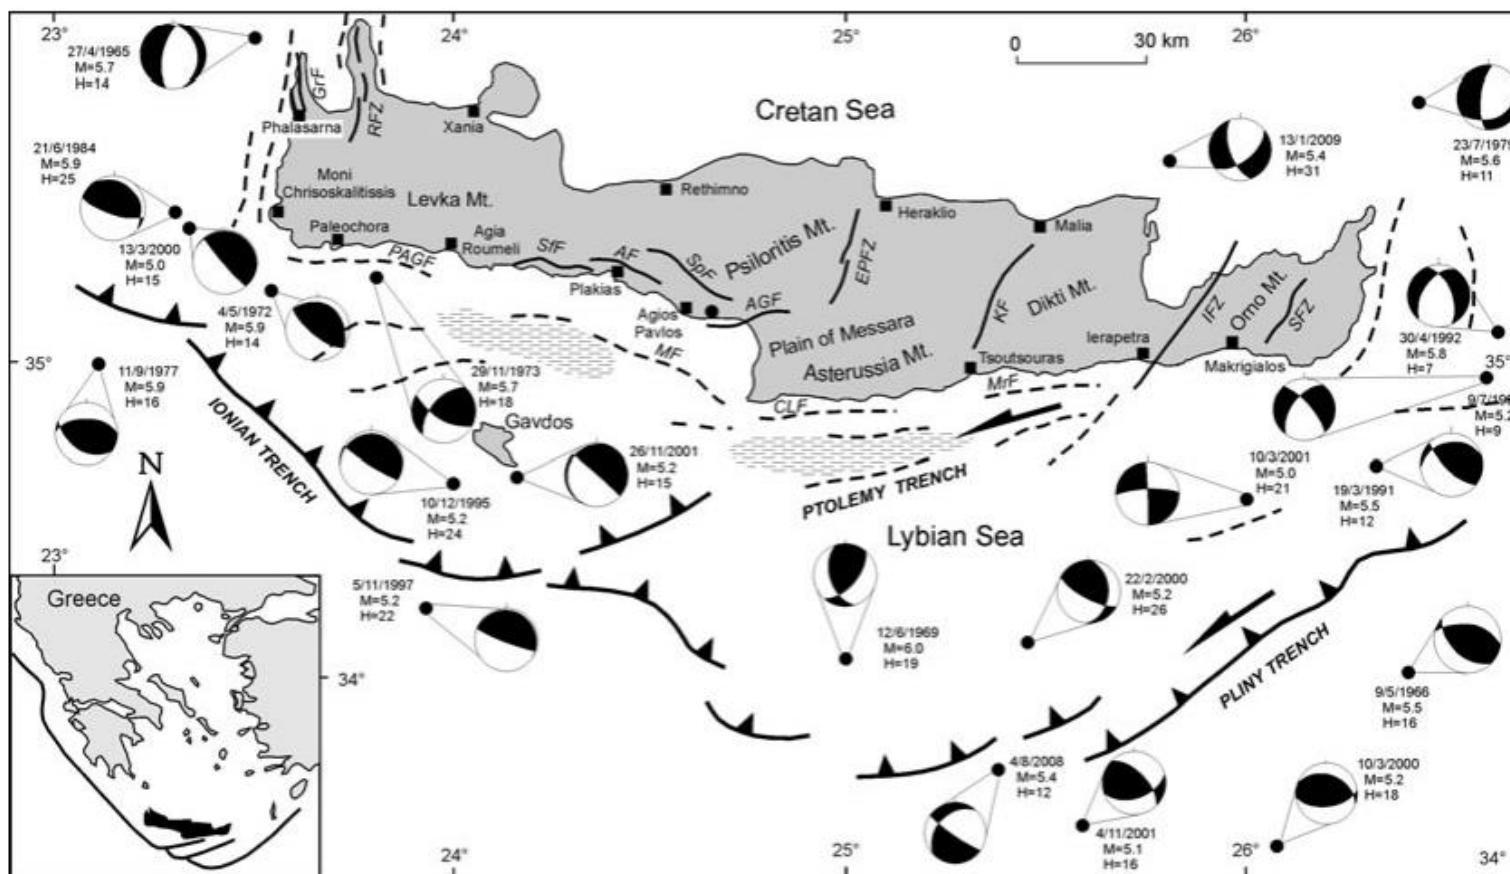 23°
24°
25°
26°
0 30 km
27/4/1965
M=5.7
H=14
GrF
RFZ
Phalasarna
Xania
Cretan Sea
13/1/2009
M=5.4
H=31
23/7/1979
M=5.6
H=11
21/6/1984
M=5.9
H=25
Moni
Chrisoskalitissis
Levka Mt.
Rethimno
Heraklio
Malia
Paleochora
Agia
Roumeli
PAGF
SfF
AF
SpF
Psiloritis Mt.
EPFZ
13/3/2000
M=5.0
H=15
Plakias
4/5/1972
M=5.9
H=14
Agios
Pavlos
AGF
MF
Plain of Messara
Asterussia Mt.
KF
Dikti Mt.
IFZ
Orno Mt.
SFZ
Tsoutsouras
Ierapetra
Makrigialos
30/4/1992
M=5.8
H=7
35°
35°
11/9/1977
M=5.9
H=16
29/11/1973
M=5.7
H=18
Gavdos
CLF
MrF
M=5.2
H=9
IONIAN TRENCH
N
26/11/2001
M=5.2
H=15
10/12/1995
M=5.2
H=24
PTOLEMY TRENCH
10/3/2001
M=5.0
H=21
19/3/1991
M=5.5
H=12
Lybian Sea
23°
Greece
5/11/1997
M=5.2
H=22
12/6/1969
M=6.0
H=19
22/2/2000
M=5.2
H=26
PLINY TRENCH
34°
9/5/1966
M=5.5
H=16
4/8/2008
M=5.4
H=12
4/11/2001
M=5.1
H=16
10/3/2000
M=5.2
H=18
24°
25°
26°
34°